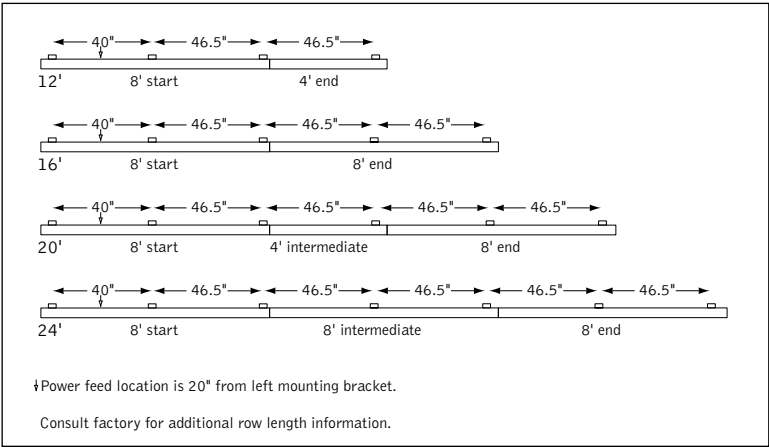 40" 46.5" 46.5"
12' 8' start 4' end
40" 46.5" 46.5" 46.5"
16' 8' start 8' end
40" 46.5" 46.5" 46.5" 46.5"
20' 8' start 4' intermediate 8' end
40" 46.5" 46.5" 46.5" 46.5" 46.5"
24' 8' start 8' intermediate 8' end
Power feed location is 20" from left mounting bracket.
Consult factory for additional row length information.